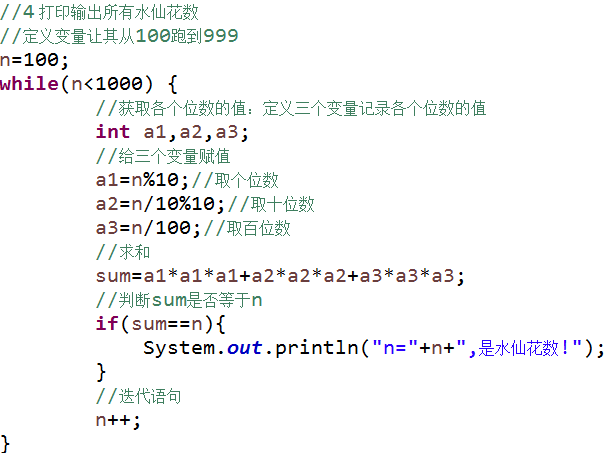 //4 打印输出所有水仙花数
//定义变量让其从100跑到999
n=100;
while(n<1000) {
//获取各个位数的值：定义三个变量记录各个位数的值
int a1,a2,a3;
//给三个变量赋值
a1=n%10;//取个位数
a2=n/10%10;//取十位数
a3=n/100;//取百位数
//求和
sum=a1*a1*a1+a2*a2*a2+a3*a3*a3;
//判断sum是否等于n
if(sum==n){
System.out.println("n="+n+",是水仙花数!");
}
//迭代语句
n++;
}